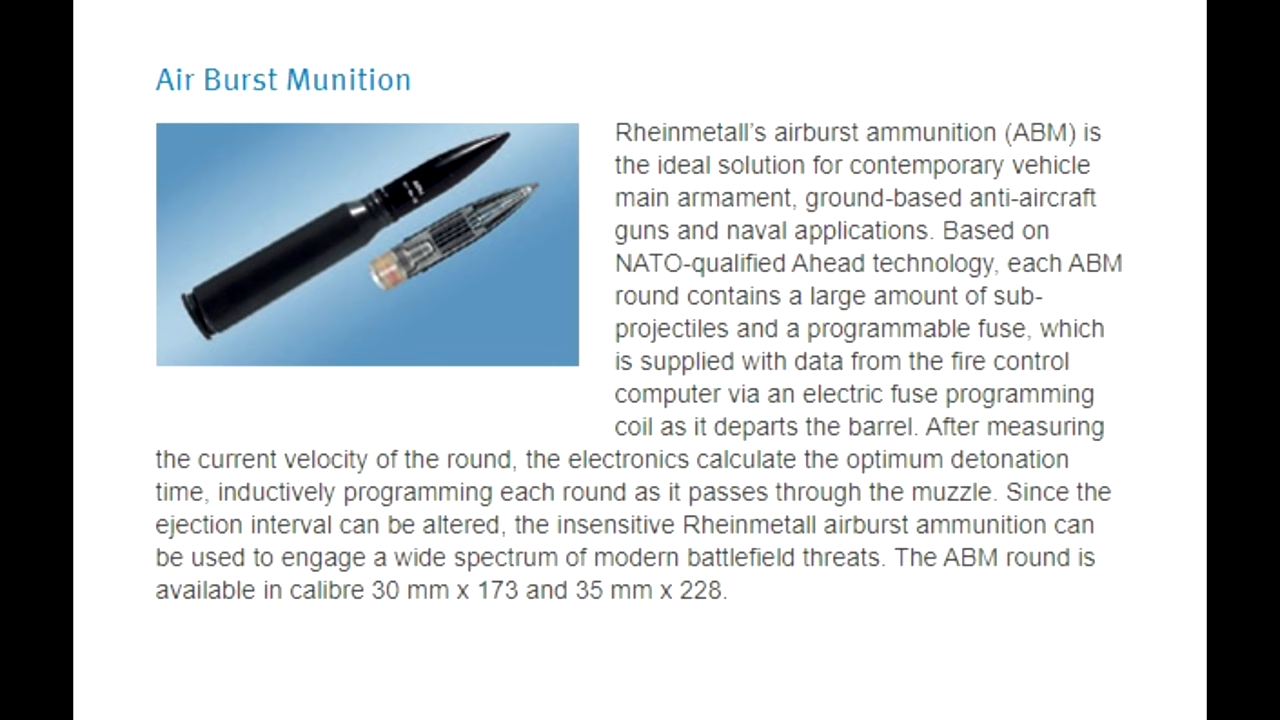 Air Burst Munition
Rheinmetall’s airburst ammunition (ABM) is
the ideal solution for contemporary vehicle
main armament, ground-based anti-aircraft
guns and naval applications. Based on
NATO-qualified Ahead technology, each ABM
round contains a large amount of sub-
projectiles and a programmable fuse, which
is supplied with data from the fire control
computer via an electric fuse programming
coil as it departs the barrel. After measuring
the current velocity of the round, the electronics calculate the optimum detonation
time, inductively programming each round as it passes through the muzzle. Since the
ejection interval can be altered, the insensitive Rheinmetall airburst ammunition can
be used to engage a wide spectrum of modern battlefield threats. The ABM round is
available in calibre 30 mm x 173 and 35 mm x 228.